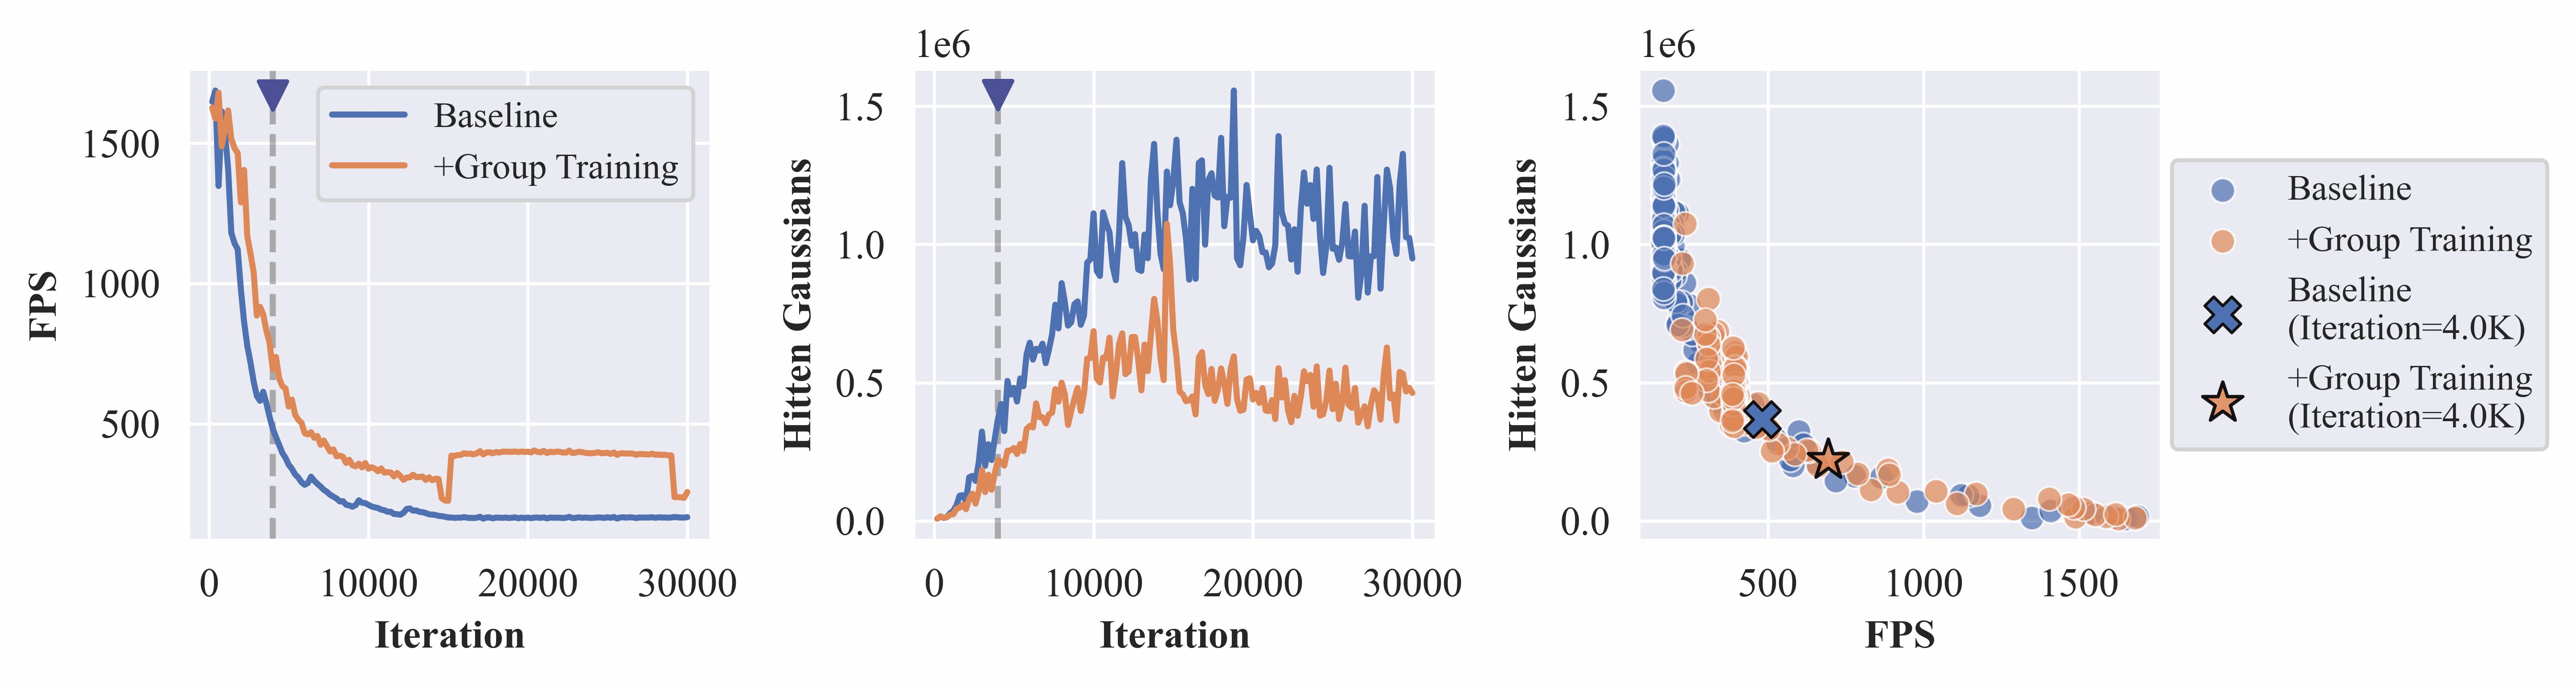 1500
1000
500
FPS
0
10000
20000
30000
Iteration
Baseline
+Group Training
1e6
1.5
1.0
0.5
0.0
Hitten Gaussians
0
10000
20000
30000
Iteration
1e6
1.5
1.0
0.5
0.0
Hitten Gaussians
500
1000
1500
FPS
Baseline
+Group Training
Baseline
(Iteration=4.0K)
+Group Training
(Iteration=4.0K)